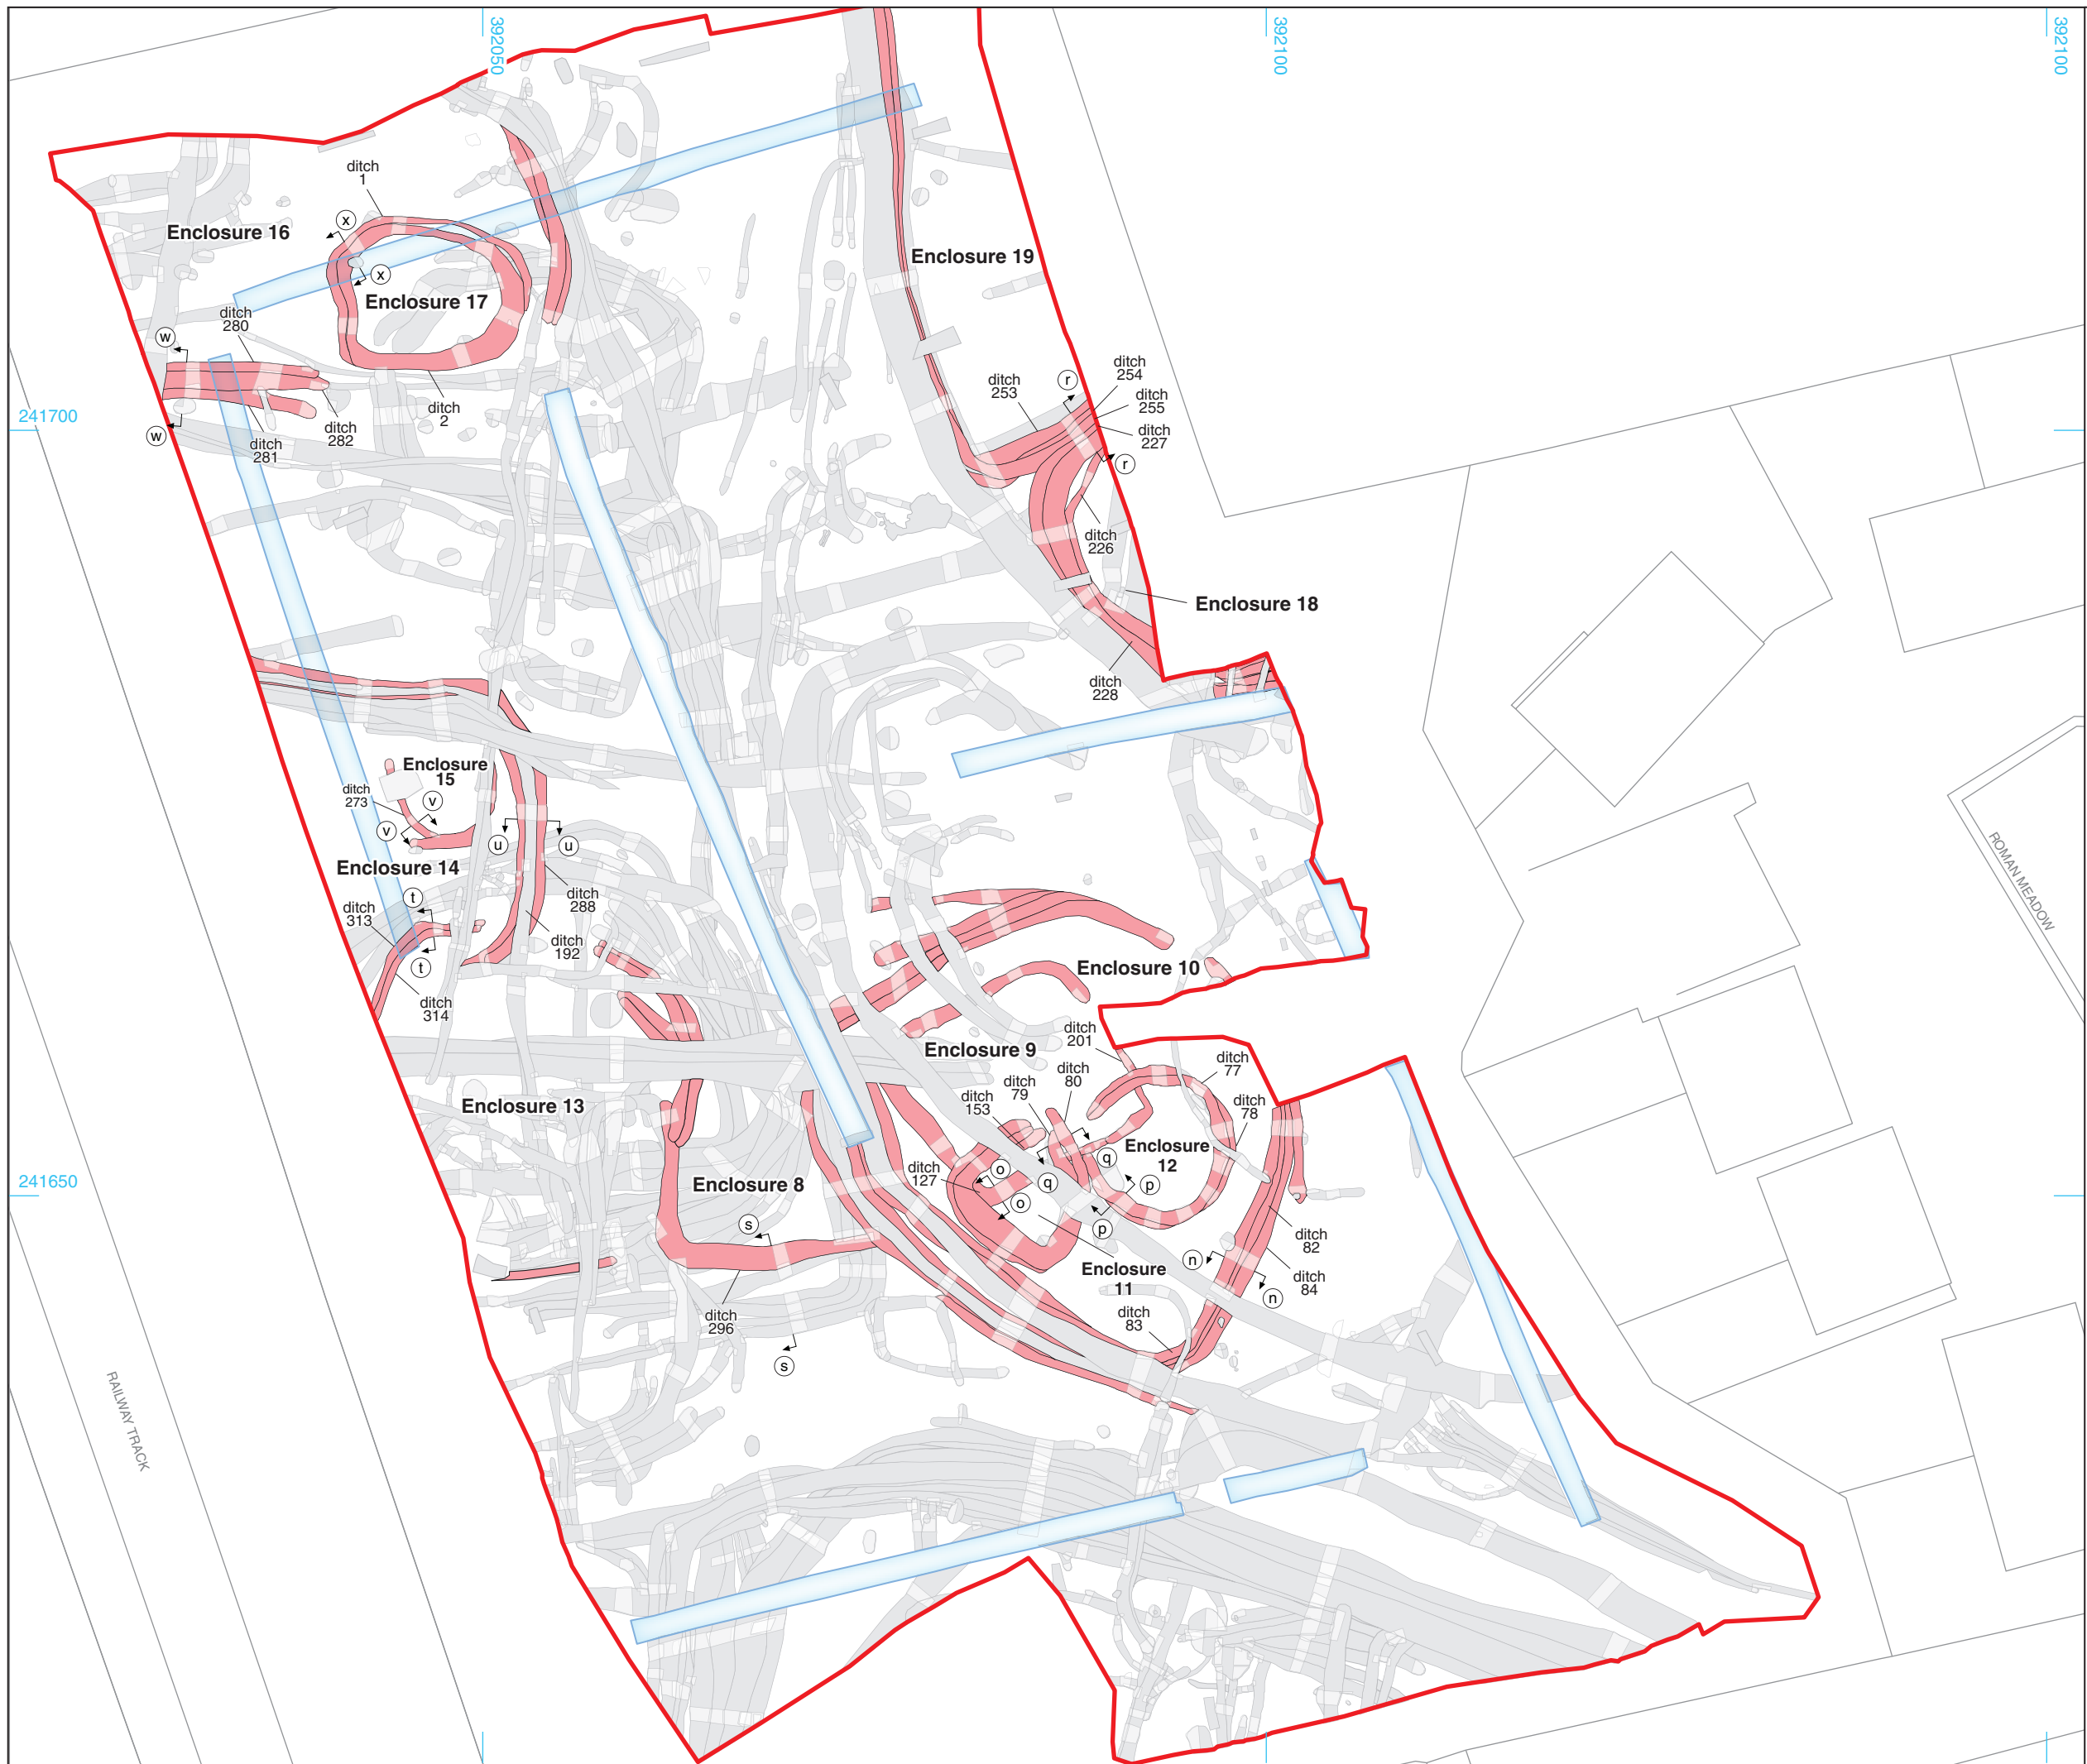 392050
392100
392100
ditch
1
x
Enclosure 16
Enclosure 19
x
Enclosure 17
ditch
280
w
ditch
254
r
ditch
253
ditch
255
241700
ditch
2
ditch
282
w
ditch
281
ditch
227
r
ditch
226
Enclosure 18
ditch
228
Enclosure
15
ditch
273
v
v
u
u
Enclosure 14
t
ditch
288
ditch
313
ditch
192
t
Enclosure 10
ditch
314
ROMAN MEADOW
ditch
201
Enclosure 9
ditch
77
ditch
80
ditch
79
ditch
153
ditch
78
Enclosure 13
Enclosure
12
q
o
ditch
127
q
p
Enclosure 8
241650
o
s
p
ditch
82
n
Enclosure
11
ditch
84
n
ditch
83
ditch
296
s
RAILWAY TRACK